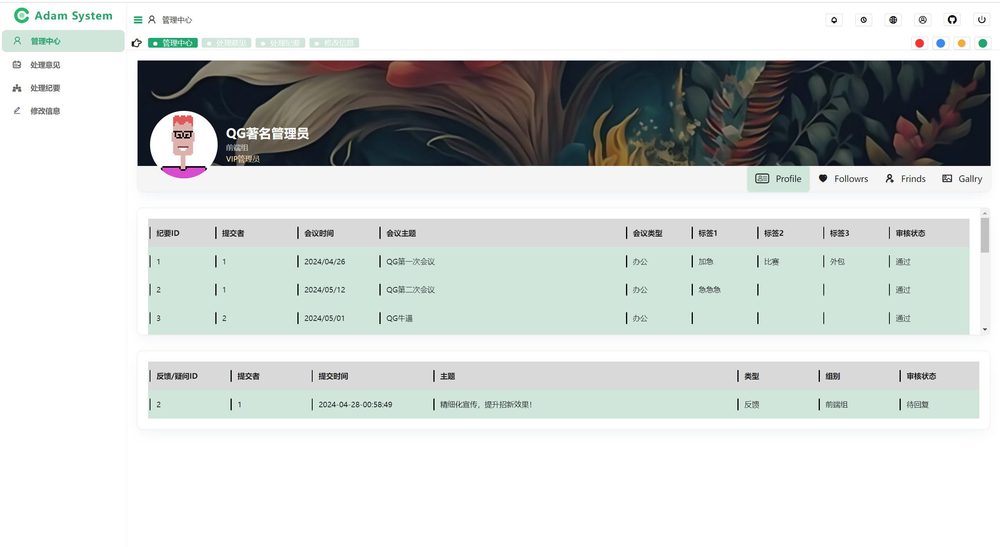 Adam System
管理中心
处理意见
处理纪要
修改信息
管理中心
管理中心 处理意见 处理纪要 修改信息
QG著名管理员
前端组
VIP管理员
Profile Followrs Frinds Gallry
纪要ID 提交者 会议时间 会议主题 会议类型 标签1 标签2 标签3 审核状态
1 1 2024/04/26 QG第一次会议 办公 加急 比赛 外包 通过
2 1 2024/05/12 QG第二次会议 办公 急急急 通过
3 2 2024/05/01 QG牛逼 办公 通过
反馈/疑问ID 提交者 提交时间 主题 类型 组别 审核状态
2 1 2024-04-28-00:58:49 精细化宣传，提升招新效果！ 反馈 前端组 待回复